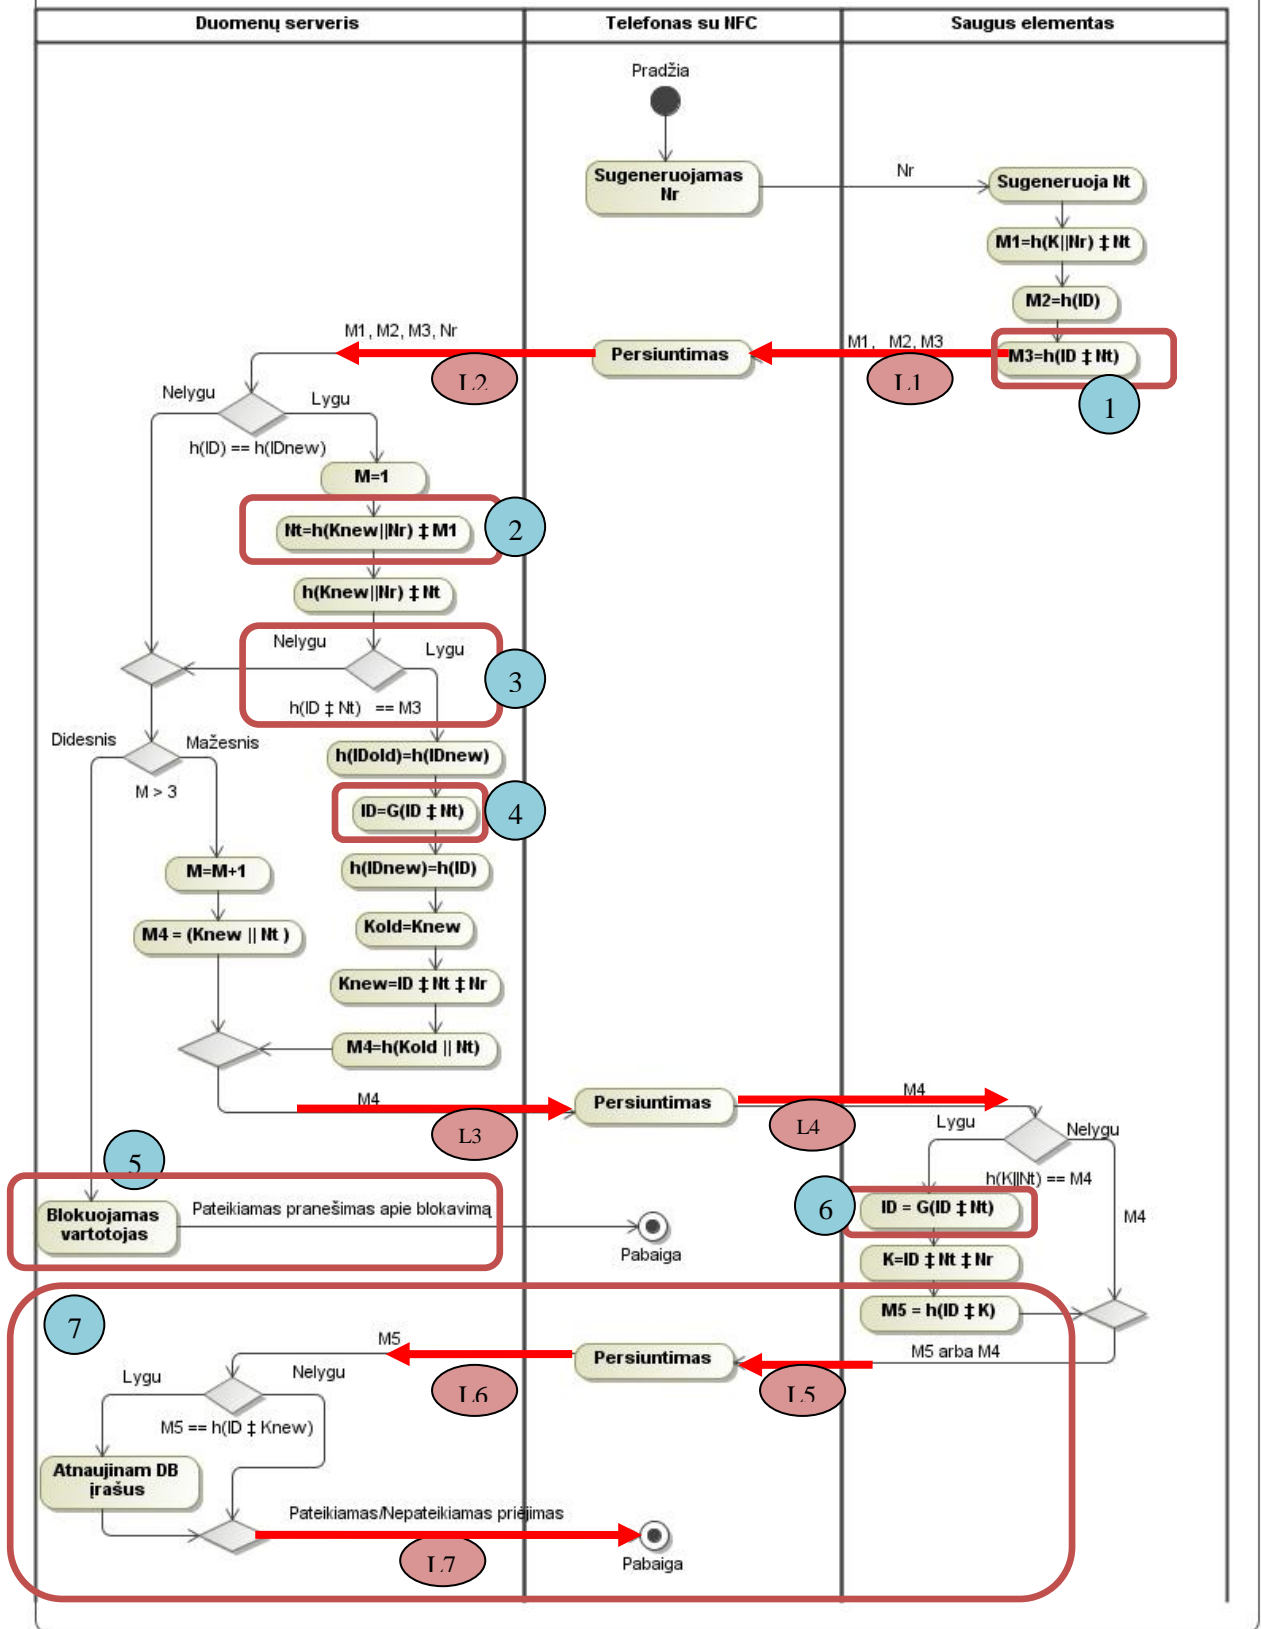 Duomenų serveris
Telefonas su NFC
Saugus elementas
Pradžia
Sugeneruojamas
Nr
Nr
Sugeneruoja Nt
M1=h(K||Nr) ‡ Nt
M2=h(ID)
M3=h(ID ‡ Nt)
1
M1, M2, M3
L1
Persiuntimas
M1, M2, M3, Nr
L2
Nelygu
Lygu
h(ID) == h(IDnew)
M=1
Nt=h(Knew||Nr) ‡ M1
2
h(Knew||Nr) ‡ Nt
Nelygu
Lygu
3
h(ID ‡ Nt) == M3
Didesnis
Mažesnis
M > 3
h(IDold)=h(IDnew)
ID=G(ID ‡ Nt)
4
M=M+1
h(IDnew)=h(ID)
M4 = (Knew || Nt )
Kold=Knew
Knew=ID ‡ Nt ‡ Nr
M4=h(Kold || Nt)
M4
L3
Persiuntimas
M4
L4
Lygu
Nelygu
h(K||Nt) == M4
5
Blokuojamas
vartotojas
Pateikiamas pranešimas apie blokavimą
Pabaiga
6
ID = G(ID ‡ Nt)
M4
K=ID ‡ Nt ‡ Nr
M5 = h(ID ‡ K)
7
M5 arba M4
L5
Persiuntimas
M5
L6
Lygu
Nelygu
M5 == h(ID ‡ Knew)
Atnaujinam DB
įrašus
Pateikiamas/Nepateikiamas priėjimas
L7
Pabaiga